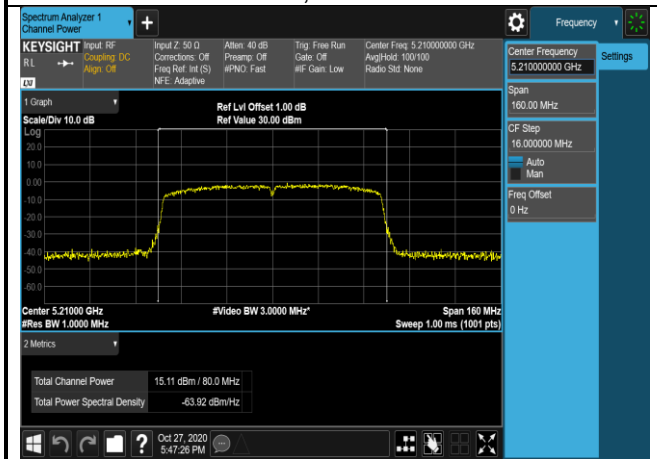 Spectrum Analyzer 1
Channel Power
Frequency
KEYSIGHT
RL
LXI
Input: RF
Coupling: DC
Align: Off
Input Z: 50 Ω
Corrections: Off
Freq Ref: Int (S)
NFE: Adaptive
Atten: 40 dB
Preamp: Off
#PNO: Fast
Trig: Free Run
Gate: Off
#IF Gain: Low
Center Freq: 5.210000000 GHz
Avg|Hold: 100/100
Radio Std: None
Center Frequency
5.210000000 GHz
Settings
Span
160.00 MHz
CF Step
16.000000 MHz
Auto
Man
Freq Offset
0 Hz
1 Graph
Scale/Div 10.0 dB
Ref Lvl Offset 1.00 dB
Ref Value 30.00 dBm
Log
20.0
10.0
0.00
-10.0
-20.0
-30.0
-40.0
-50.0
-60.0
Center 5.21000 GHz
#Video BW 3.0000 MHz*
Span 160 MHz
#Res BW 1.0000 MHz
Sweep 1.00 ms (1001 pts)
2 Metrics
Total Channel Power 15.11 dBm / 80.0 MHz
Total Power Spectral Density -63.92 dBm/Hz
Oct 27, 2020
5:47:26 PM